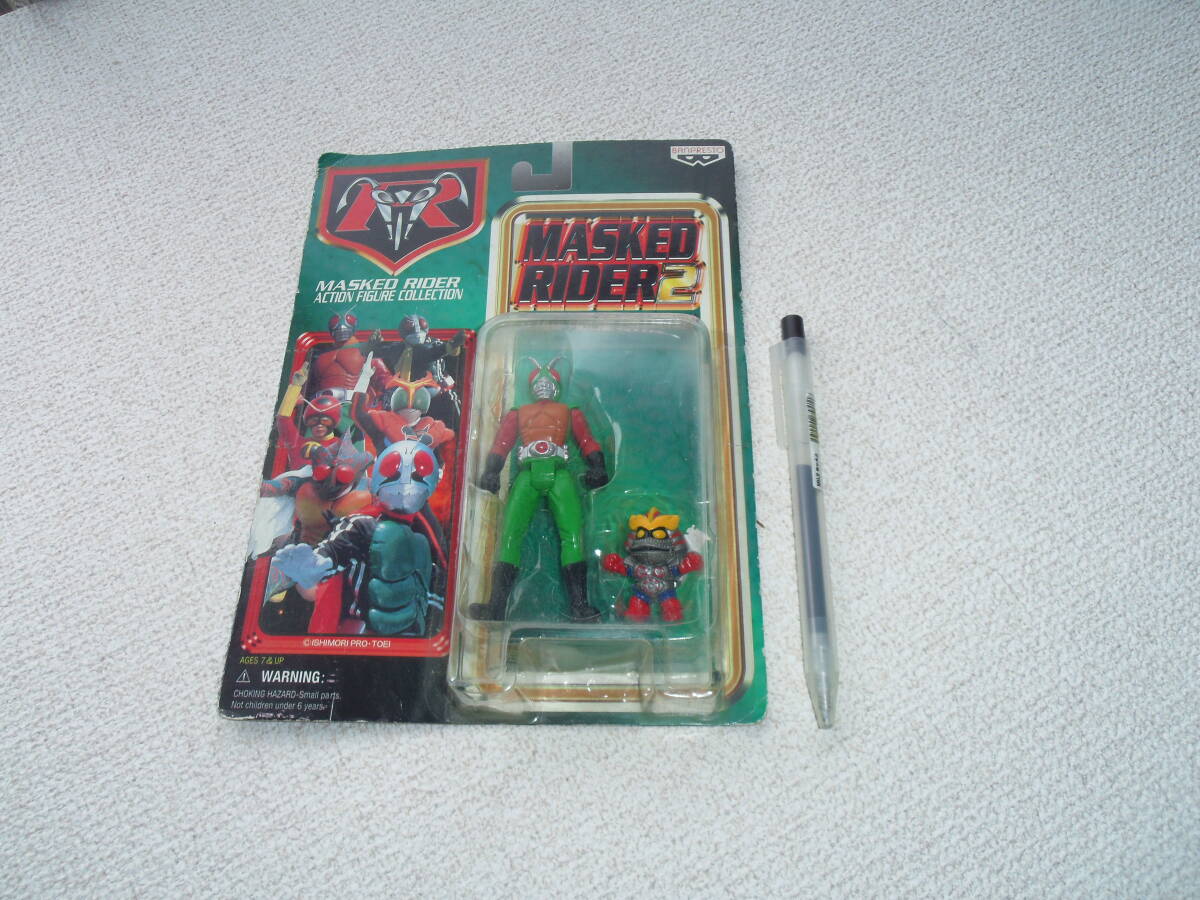 BANPRESTO
MASKED RIDER
ACTION FIGURE COLLECTION
MASKED
RIDER2
©ISHIMORI PRO・TOEI
AGES 7 & UP
⚠ WARNING:
CHOKING HAZARD-Small parts.
Not children under 6 years.